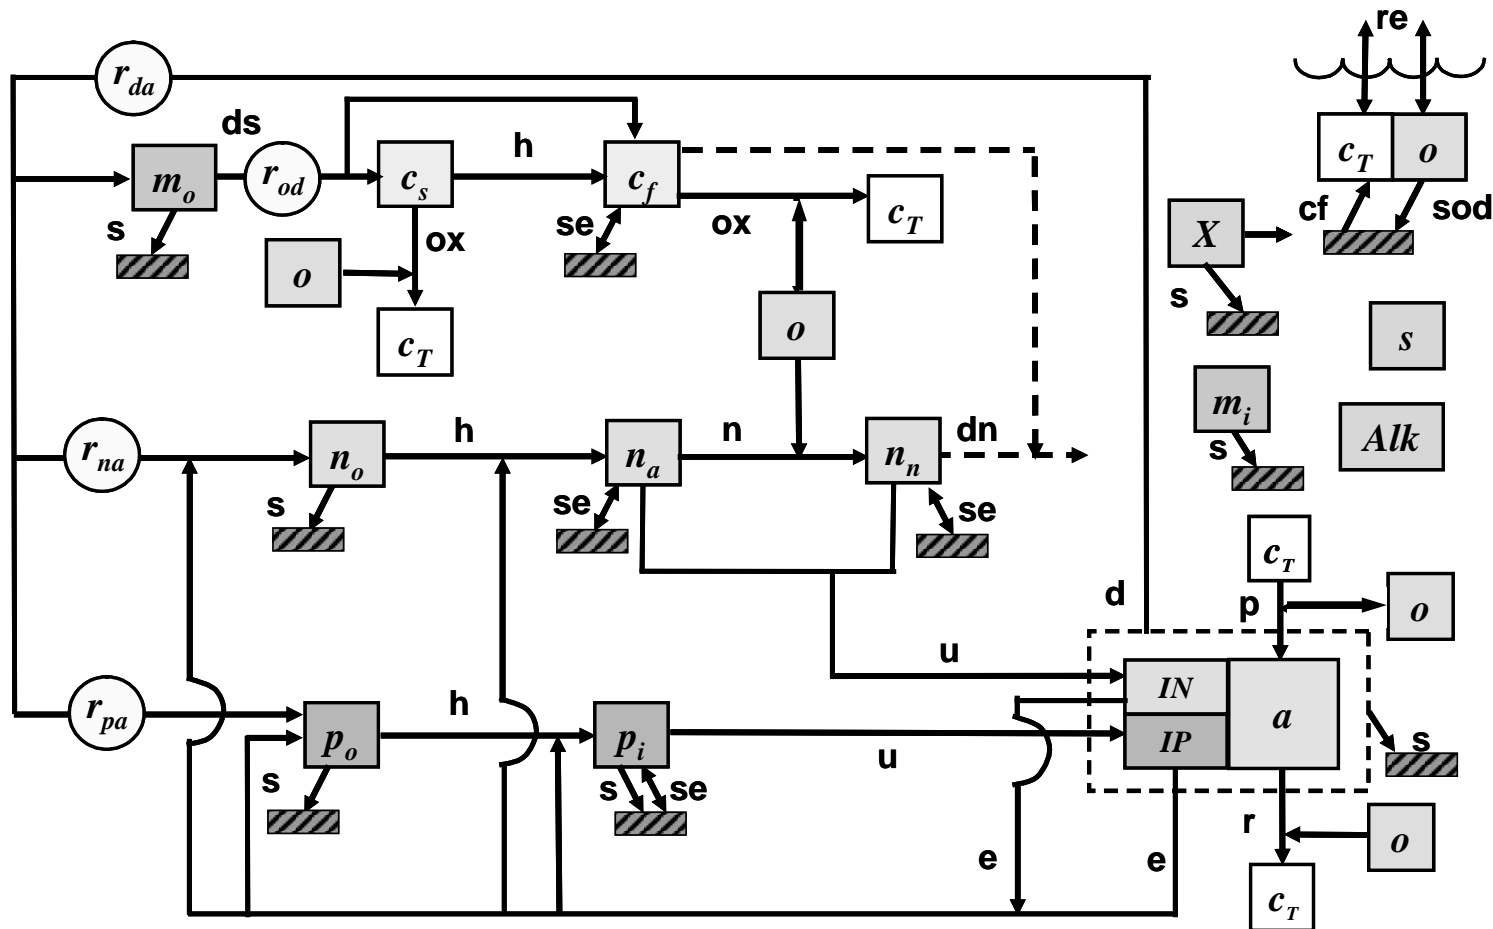 re
r_da
ds
h
m_o
r_od
c_s
c_f
c_T
o
s
ox
se
ox
c_T
cf
sod
o
X
s
c_T
o
s
m_i
s
Alk
r_na
h
n
dn
n_o
n_a
n_n
s
se
se
c_T
d
p
o
u
r_pa
h
IN
a
p_o
p_i
u
IP
s
s
s
se
r
o
e
e
c_T